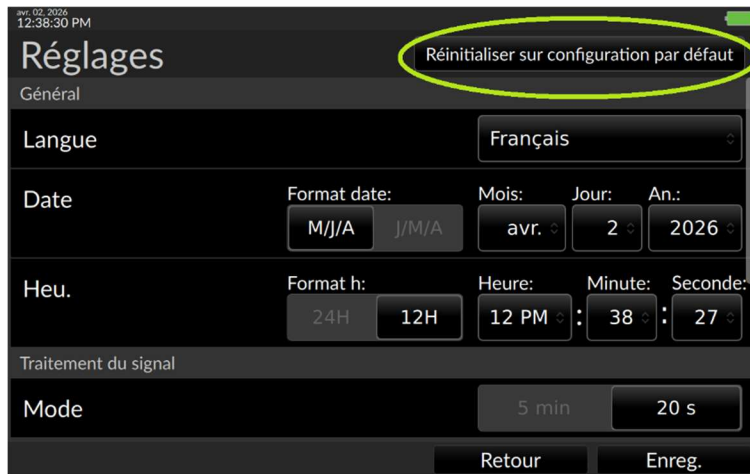 avr. 02, 2026
12:38:30 PM
Réglages
Réinitialiser sur configuration par défaut
Général
Langue
Français
Date
Format date:
Mois:
Jour:
An.:
M/J/A
J/M/A
avr.
2
2026
Heu.
Format h:
Heure:
Minute:
Seconde:
24H
12H
12 PM
:
38
:
27
Traitement du signal
Mode
5 min
20 s
Retour
Enreg.